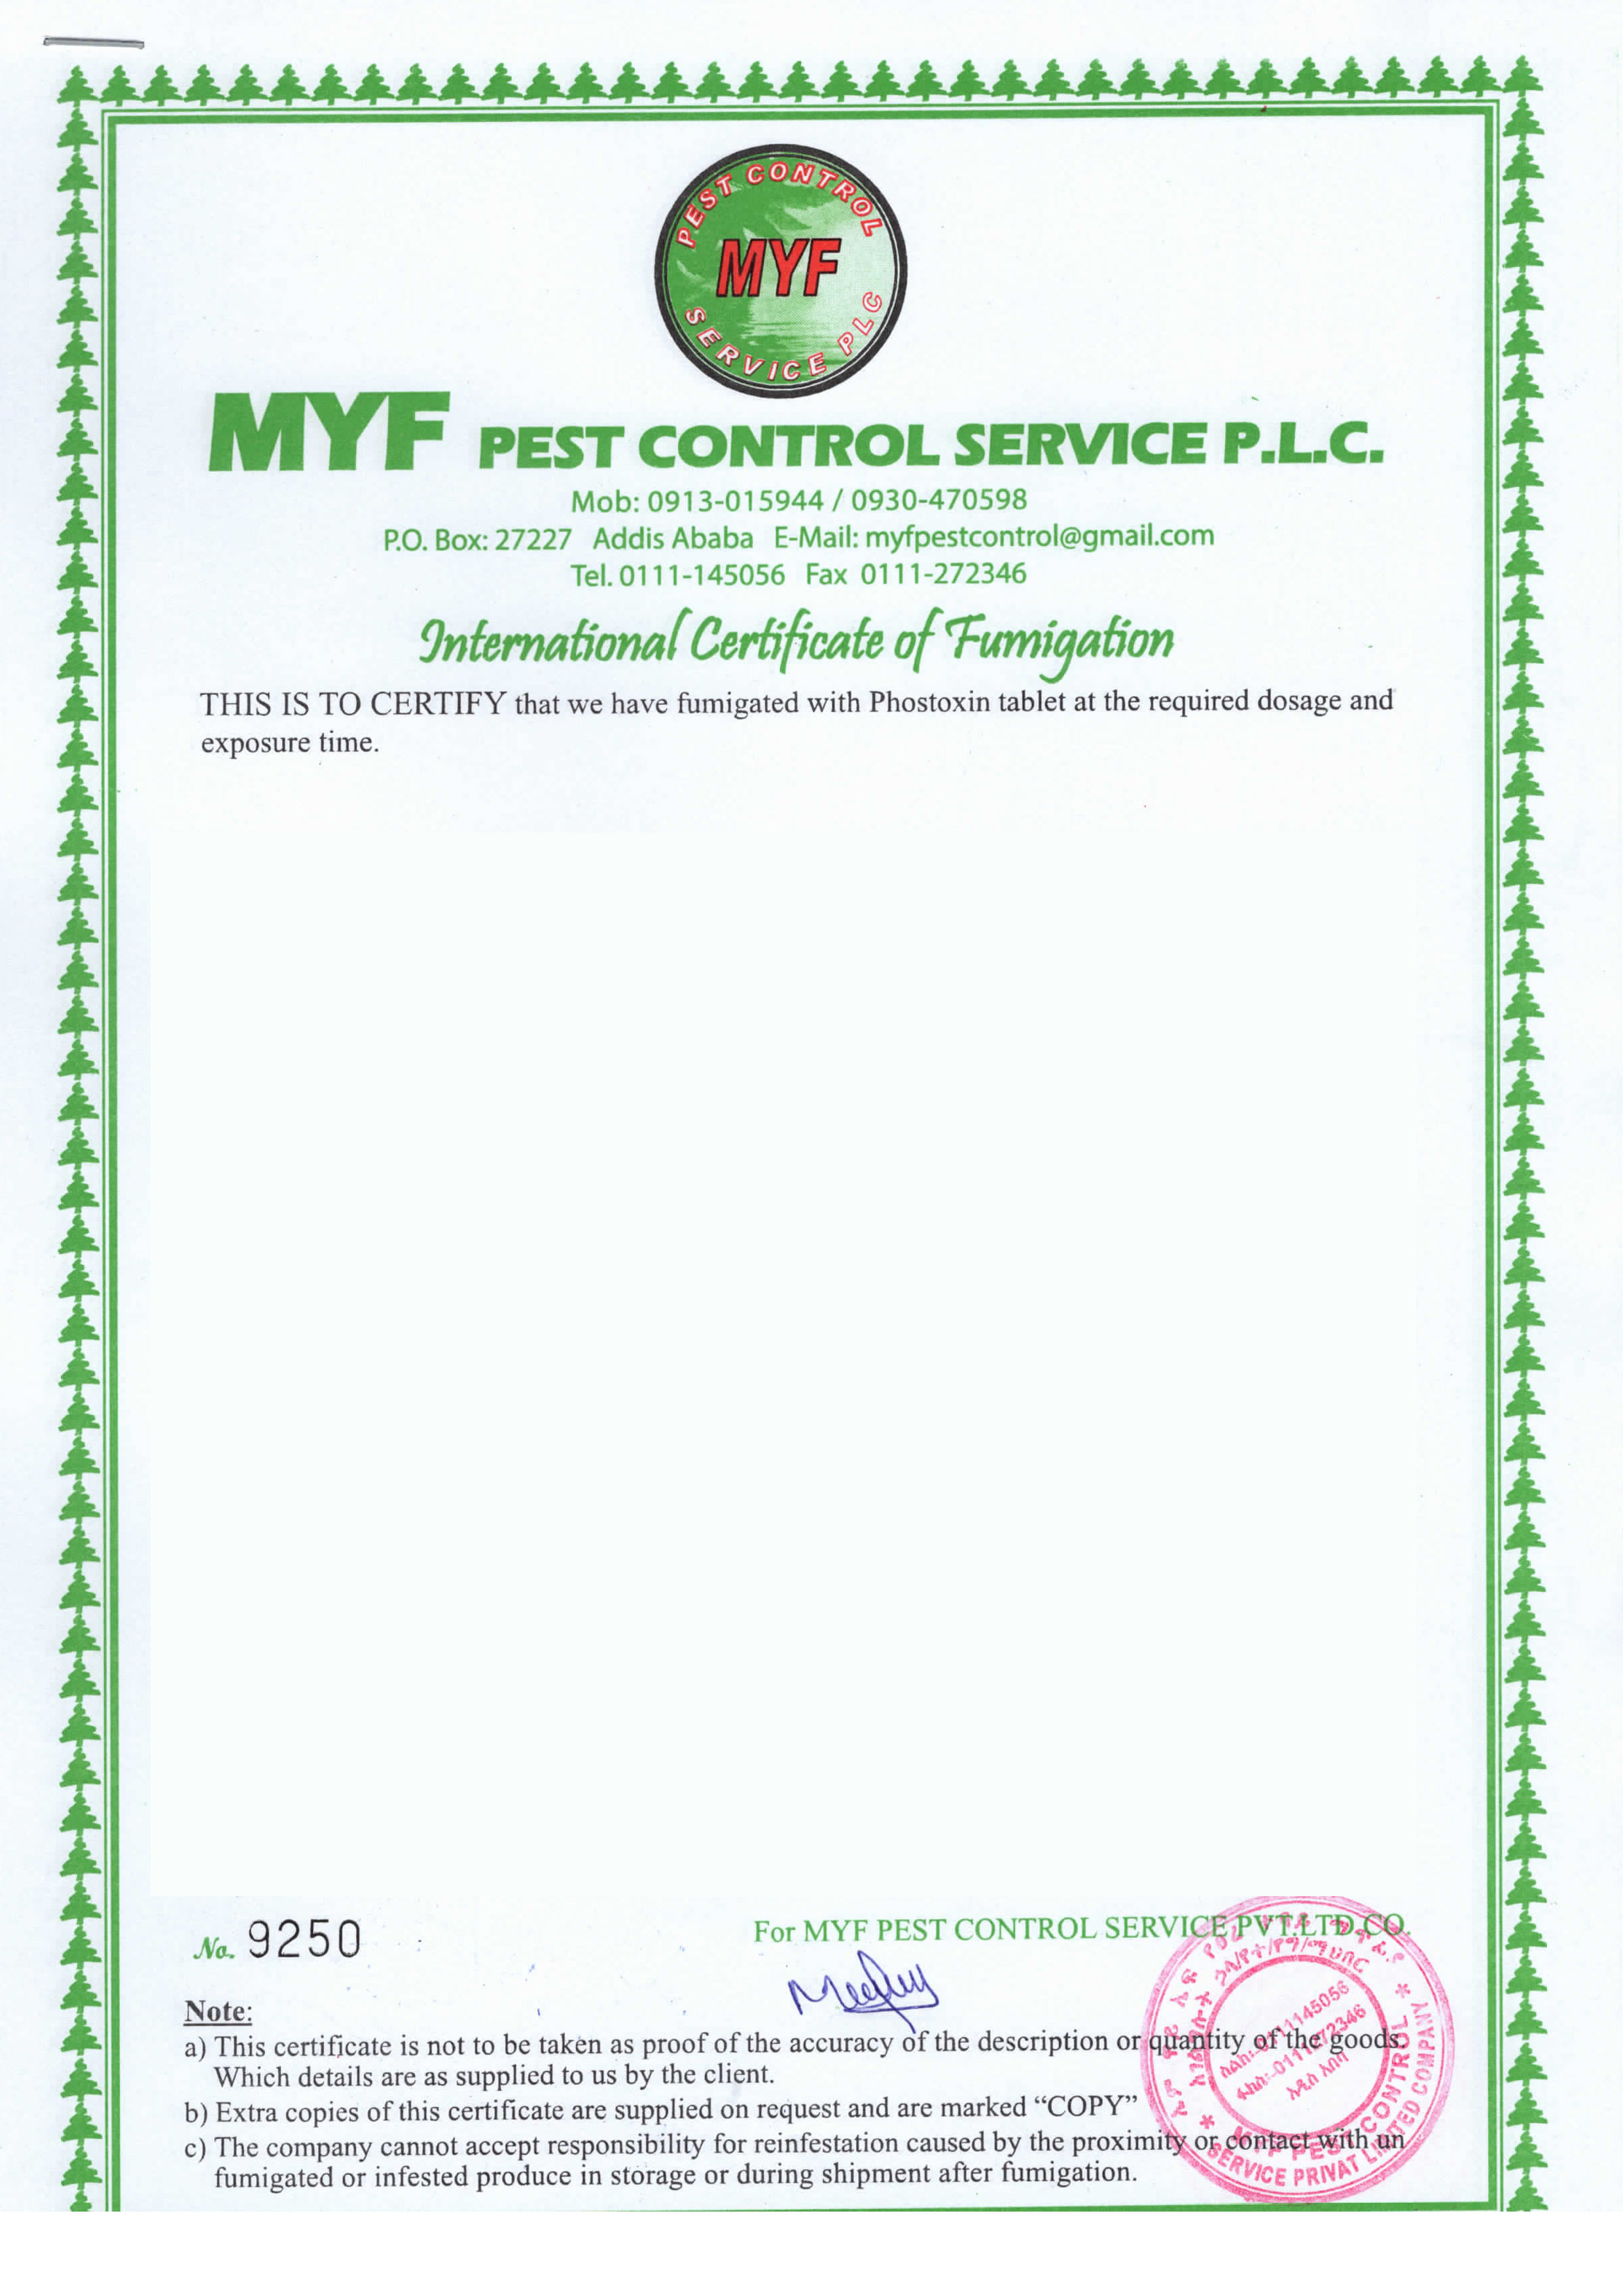 PEST CONTROL
MYF
SERVICE PLC
MYF PEST CONTROL SERVICE P.L.C.
Mob: 0913-015944 / 0930-470598
P.O. Box: 27227 Addis Ababa E-Mail: myfpestcontrol@gmail.com
Tel. 0111-145056 Fax 0111-272346
International Certificate of Fumigation
THIS IS TO CERTIFY that we have fumigated with Phostoxin tablet at the required dosage and
exposure time.
No. 9250
For MYF PEST CONTROL SERVICE PVT.LTD.CO.
Note:
a) This certificate is not to be taken as proof of the accuracy of the description or quantity of the goods.
Which details are as supplied to us by the client.
b) Extra copies of this certificate are supplied on request and are marked “COPY”
c) The company cannot accept responsibility for reinfestation caused by the proximity or contact with un
fumigated or infested produce in storage or during shipment after fumigation.
ስልክ:-0111145056
ፋክስ:-0111272346
አዲስ አበባ
MYF PEST CONTROL
SERVICE PRIVAT LIMITED COMPANY